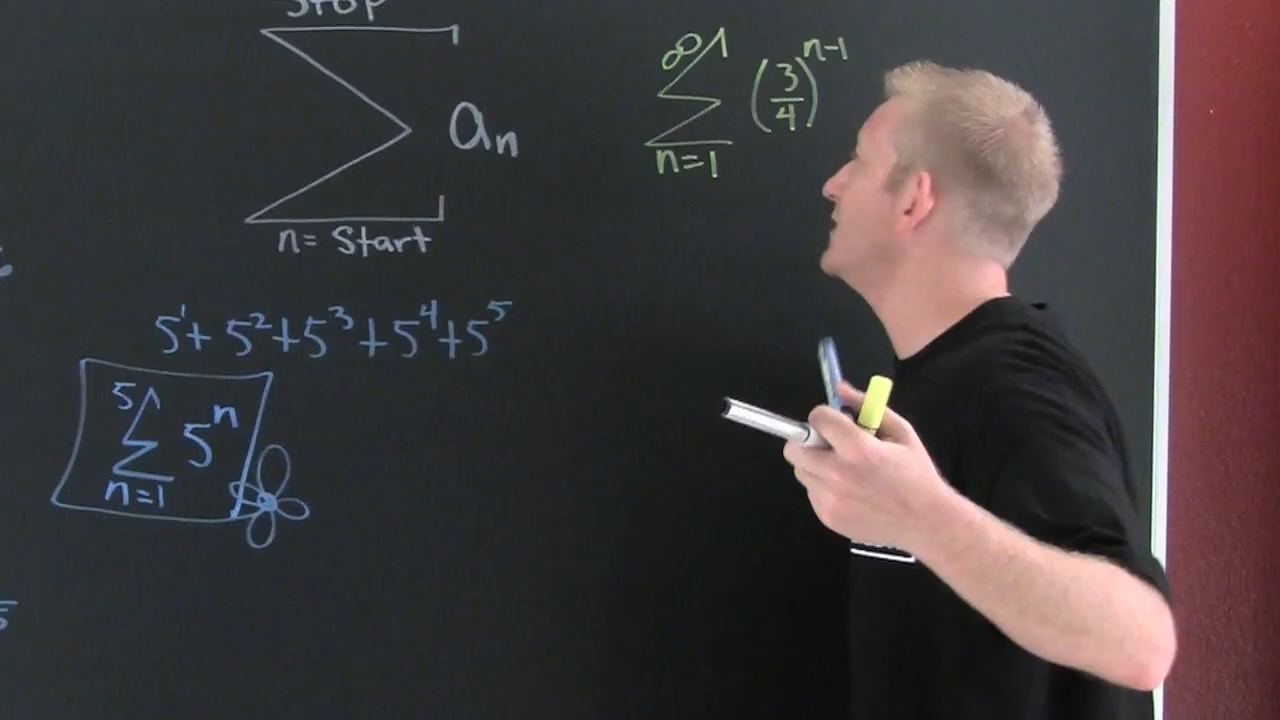 Stop
∑ aₙ
n= Start
∞
∑ (3/4)ⁿ⁻¹
n=1
5¹+ 5²+5³+5⁴+5⁵
5
∑ 5ⁿ
n=1